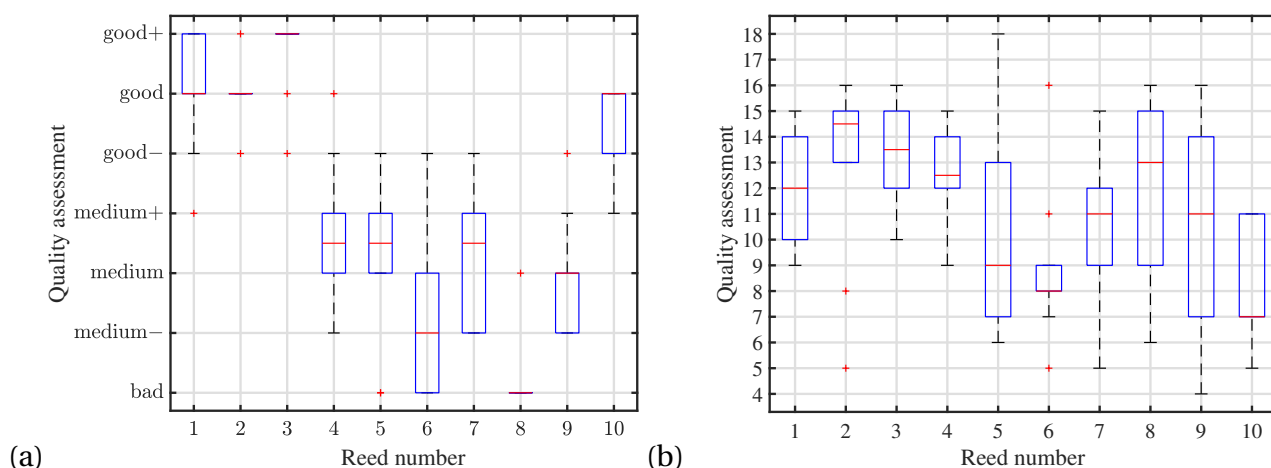 good+
good
good−
medium+
medium
medium−
bad
Quality assessment
1 2 3 4 5 6 7 8 9 10
Reed number
(a)
18
17
16
15
14
13
12
11
10
9
8
7
6
5
4
Quality assessment
1 2 3 4 5 6 7 8 9 10
Reed number
(b)